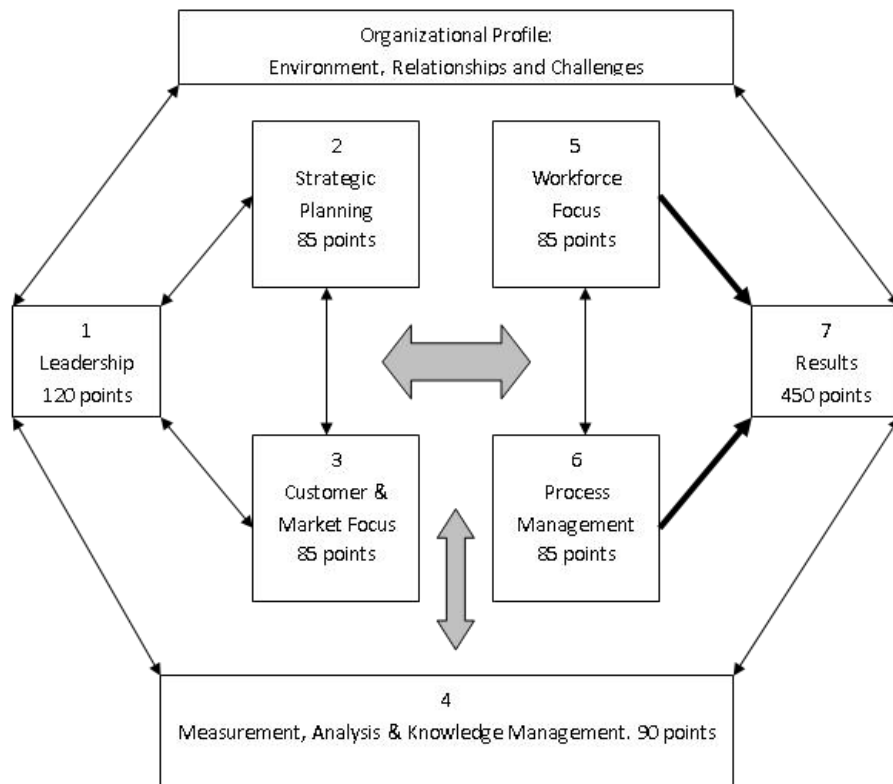 Organizational Profile:
Environment, Relationships and Challenges
2
Strategic
Planning
85 points
5
Workforce
Focus
85 points
1
Leadership
120 points
7
Results
450 points
3
Customer &
Market Focus
85 points
6
Process
Management
85 points
4
Measurement, Analysis & Knowledge Management. 90 points